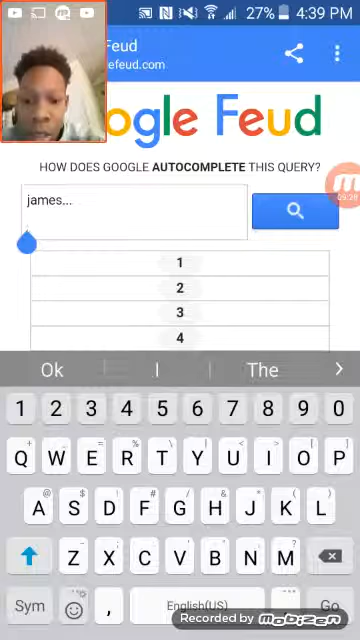 27% 4:39 PM
Feud
efeud.com
ogle Feud
HOW DOES GOOGLE AUTOCOMPLETE THIS QUERY?
james...
09:29
1
2
3
4
Ok I The
1 2 3 4 5 6 7 8 9 0
Q W E R T Y U I O P
A S D F G H J K L
Z X C V B N M
Sym , English(US) . Go
Recorded by mobizen